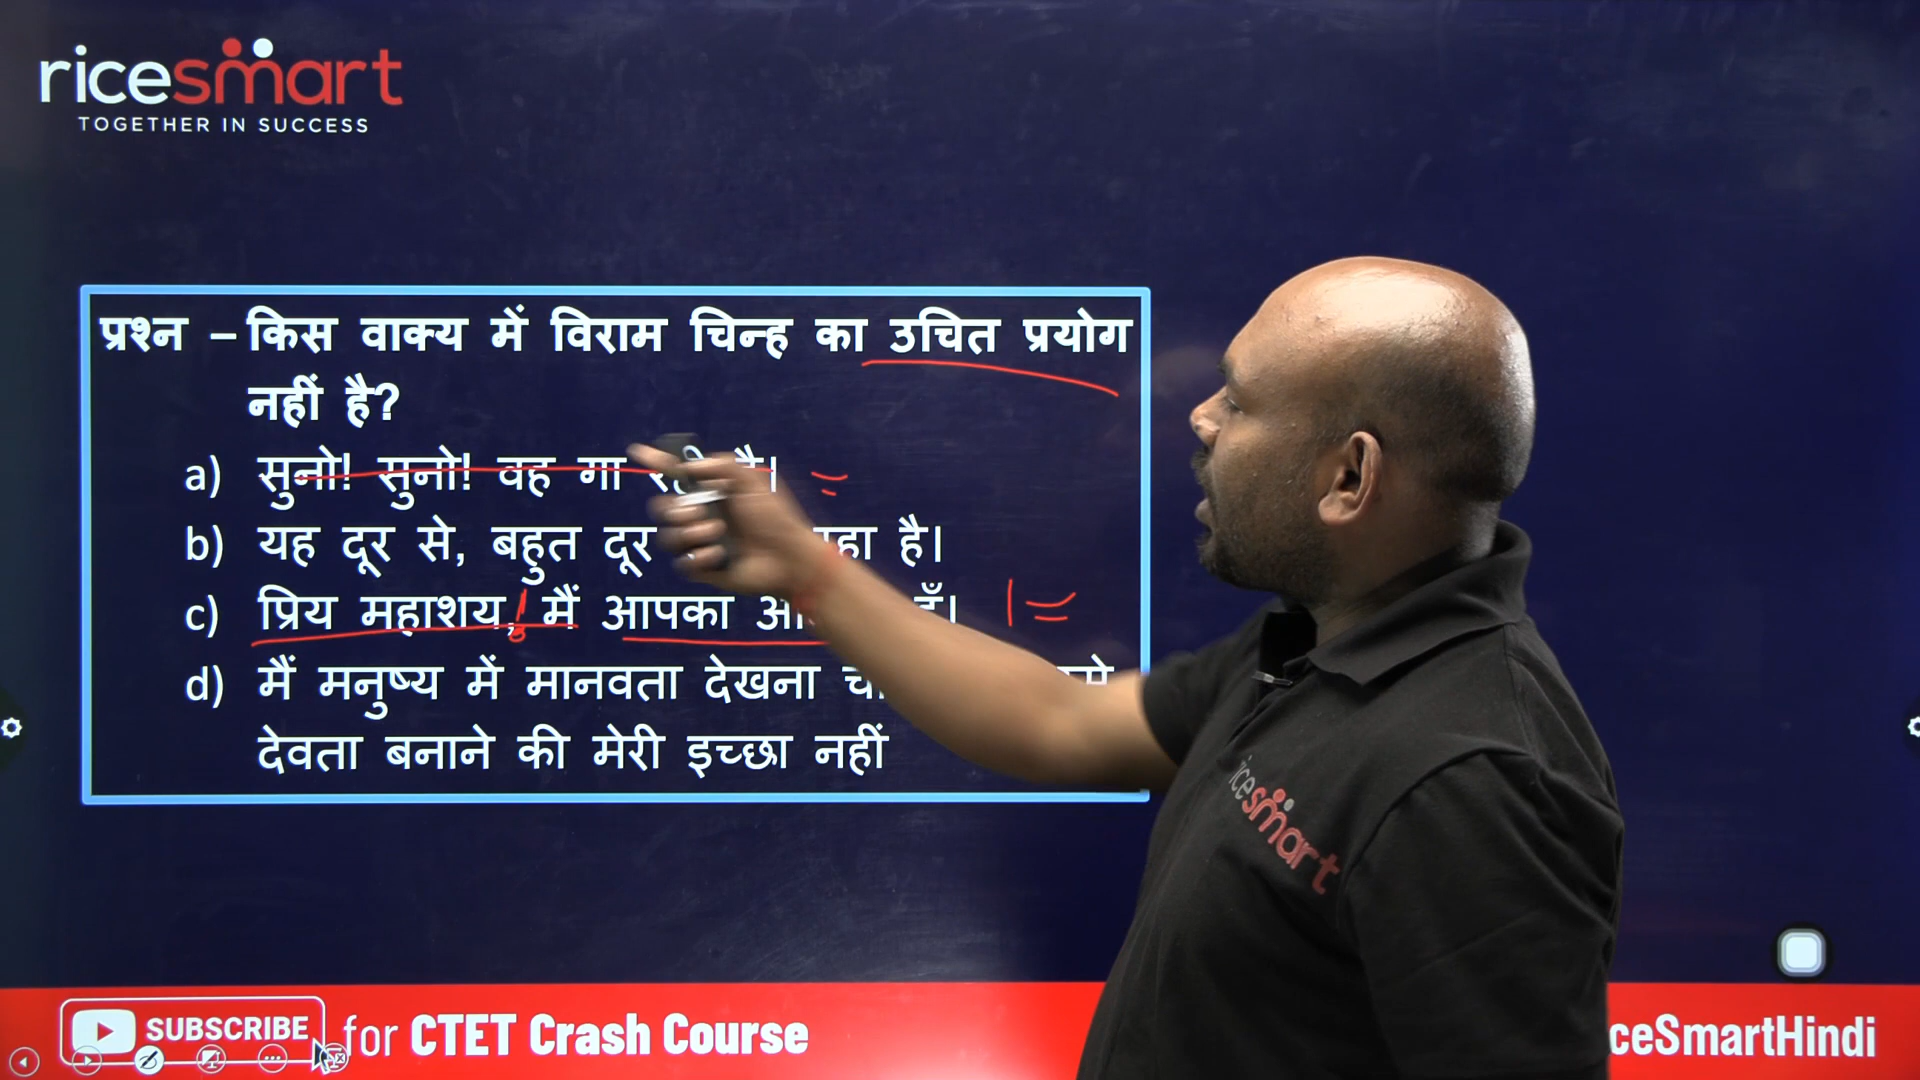 ricesmart
TOGETHER IN SUCCESS
प्रश्न – किस वाक्य में विराम चिन्ह का उचित प्रयोग
नहीं है?
a) सुनो! सुनो! वह गा है।
b) यह दूर से, बहुत दूर रहा है।
c) प्रिय महाशय, मैं आपका हूँ।
d) मैं मनुष्य में मानवता देखना
देवता बनाने की मेरी इच्छा नहीं
ricesmart
SUBSCRIBE for CTET Crash Course
ceSmartHindi